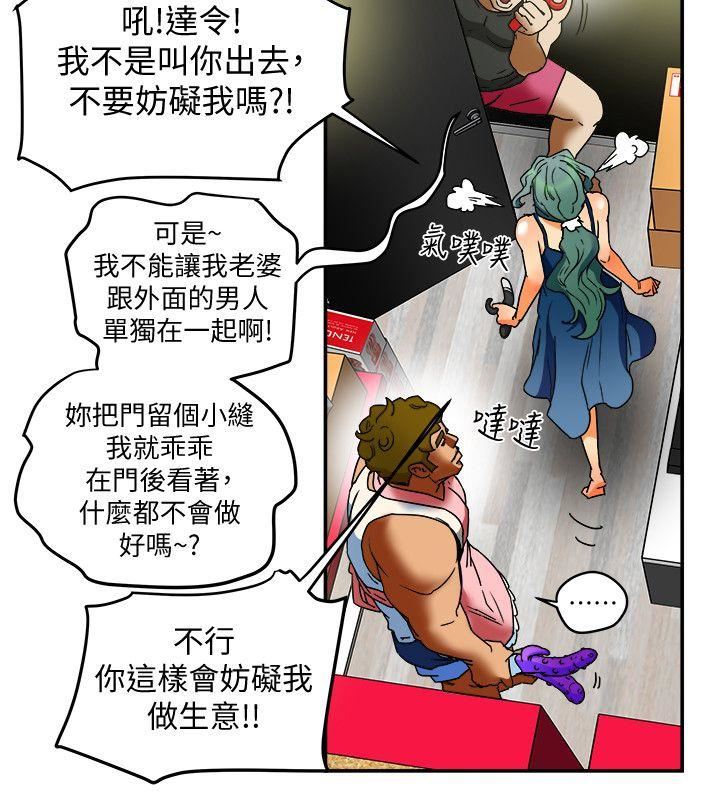 吼!達令!
我不是叫你出去，
不要妨礙我嗎?!
可是~
我不能讓我老婆
跟外面的男人
單獨在一起啊!
氣噗噗
妳把門留個小縫
我就乖乖
在門後看著，
什麼都不會做
好嗎~?
噠噠
……
不行
你這樣會妨礙我
做生意!!